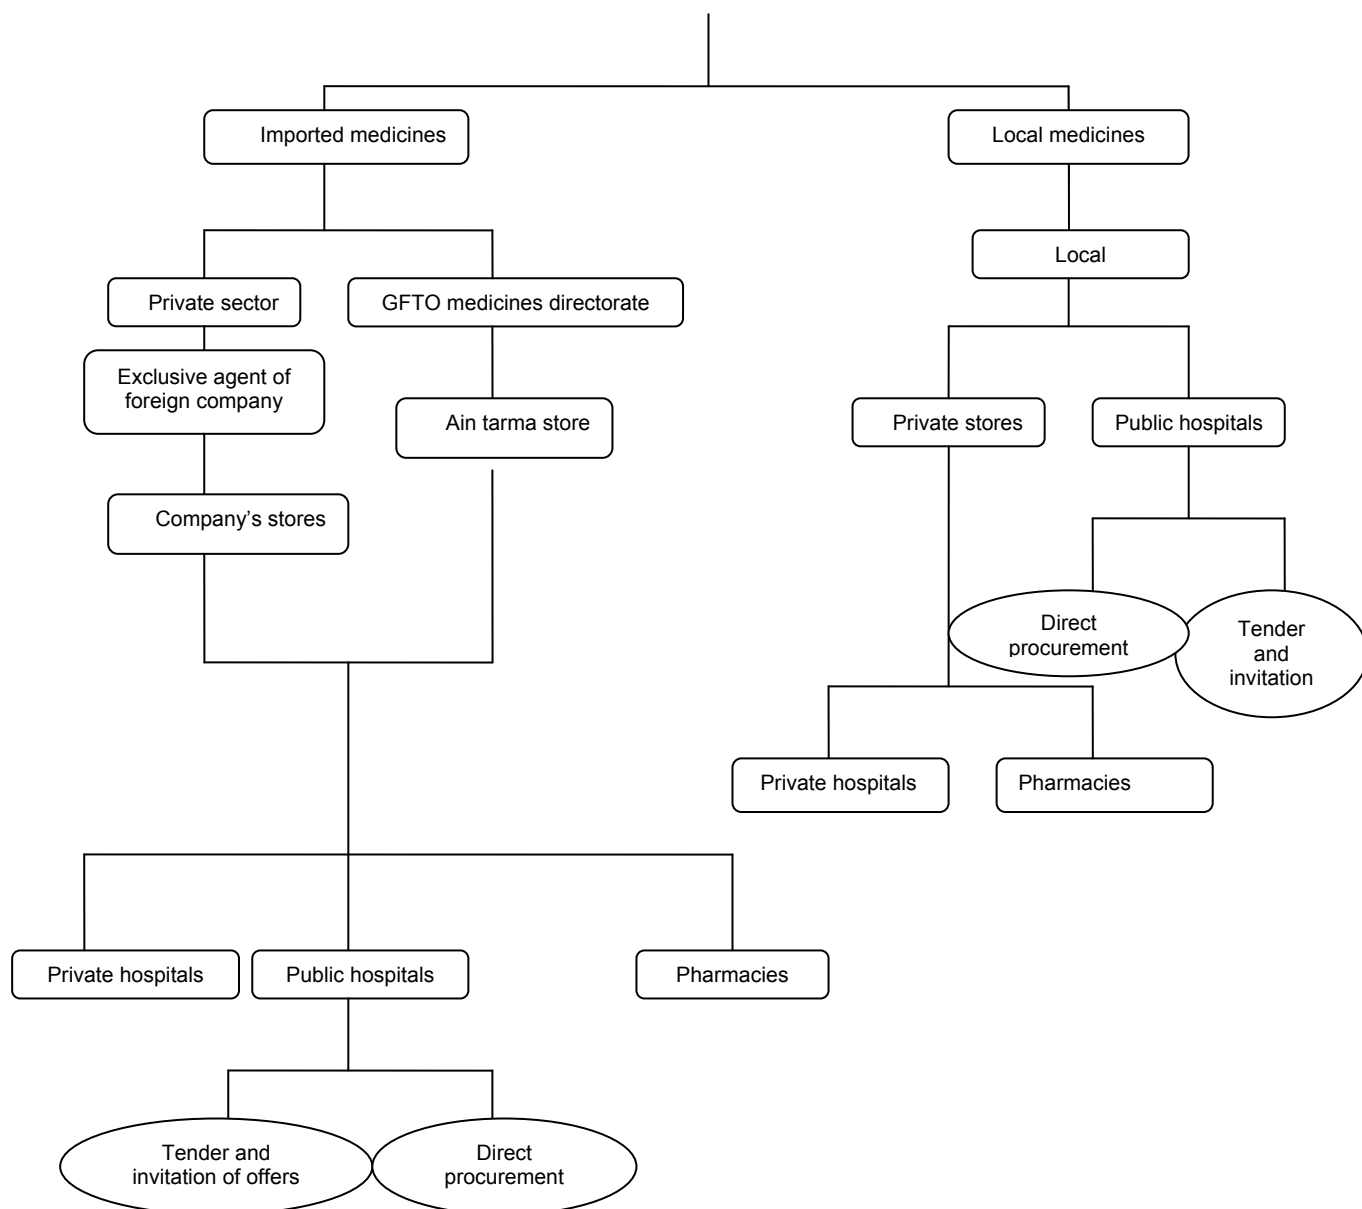 Imported medicines
Local medicines
Local
Private sector
GFTO medicines directorate
Exclusive agent of
foreign company
Ain tarma store
Private stores
Public hospitals
Company’s stores
Direct
procurement
Tender
and
invitation
Private hospitals
Pharmacies
Private hospitals
Public hospitals
Pharmacies
Tender and
invitation of offers
Direct
procurement